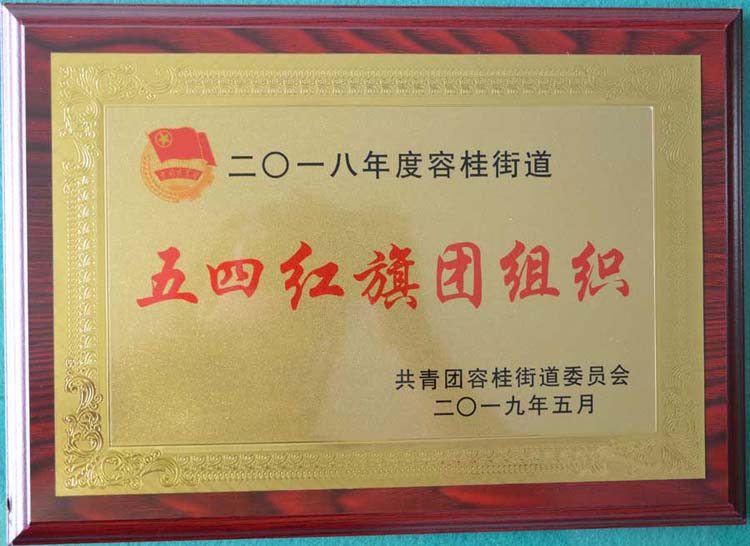 二〇一八年度容桂街道
五四红旗团组织
共青团容桂街道委员会
二〇一九年五月